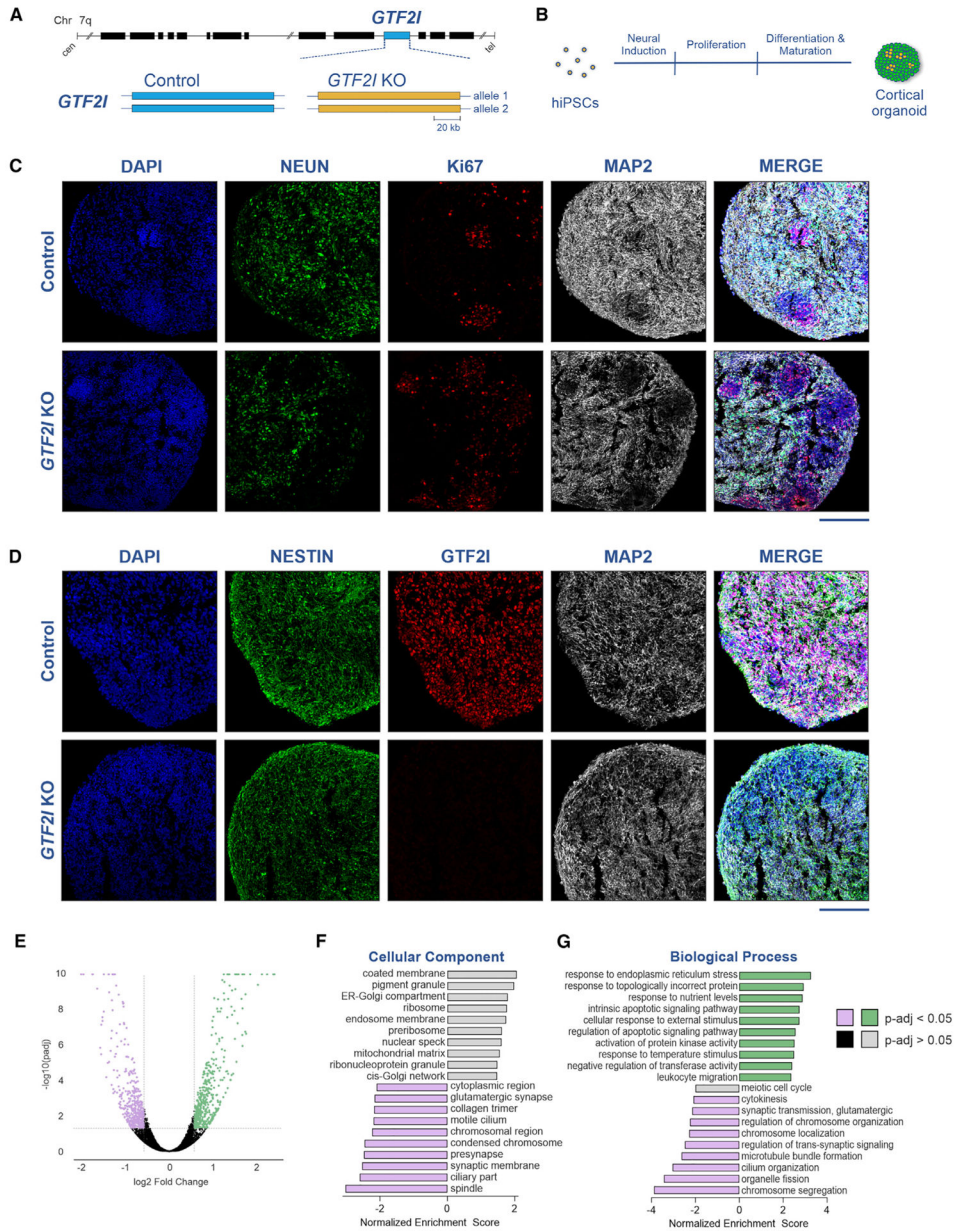 A
Chr 7q
GTF2I
cen
tel
Control
GTF2I KO
GTF2I
allele 1
allele 2
20 kb
B
Neural Induction
Proliferation
Differentiation & Maturation
hiPSCs
Cortical organoid
C
DAPI NEUN Ki67 MAP2 MERGE
Control
GTF2I KO
D
DAPI NESTIN GTF2I MAP2 MERGE
Control
GTF2I KO
E
10
8
6
4
2
0
-log10(padj)
-2 -1 0 1 2
log2 Fold Change
F
Cellular Component
coated membrane
pigment granule
ER-Golgi compartment
ribosome
endosome membrane
preribosome
nuclear speck
mitochondrial matrix
ribonucleoprotein granule
cis-Golgi network
cytoplasmic region
glutamatergic synapse
collagen trimer
motile cilium
chromosomal region
condensed chromosome
presynapse
synaptic membrane
ciliary part
spindle
-2 0 2
Normalized Enrichment Score
G
Biological Process
response to endoplasmic reticulum stress
response to topologically incorrect protein
response to nutrient levels
intrinsic apoptotic signaling pathway
cellular response to external stimulus
regulation of apoptotic signaling pathway
activation of protein kinase activity
response to temperature stimulus
negative regulation of transferase activity
leukocyte migration
meiotic cell cycle
cytokinesis
synaptic transmission, glutamatergic
regulation of chromosome organization
chromosome localization
regulation of trans-synaptic signaling
microtubule bundle formation
cilium organization
organelle fission
chromosome segregation
-4 -2 0 2 4
Normalized Enrichment Score
p-adj < 0.05
p-adj > 0.05